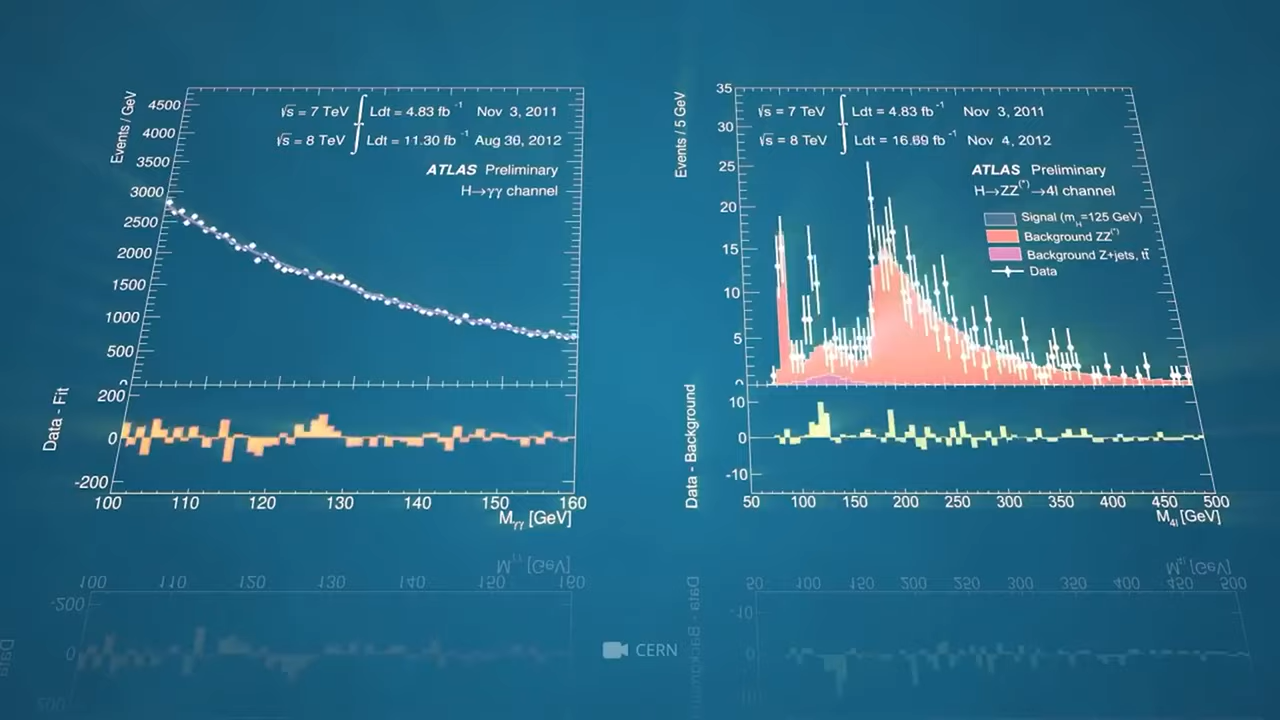 Events / GeV
4500
4000
3500
3000
2500
2000
1500
1000
500
0
√s = 7 TeV ∫ Ldt = 4.83 fb⁻¹ Nov 3, 2011
√s = 8 TeV ∫ Ldt = 11.30 fb⁻¹ Aug 30, 2012
ATLAS Preliminary
H→γγ channel
Data - Fit
200
0
-200
100 110 120 130 140 150 160
Mγγ [GeV]
Events / 5 GeV
35
30
25
20
15
10
5
0
√s = 7 TeV ∫ Ldt = 4.83 fb⁻¹ Nov 3, 2011
√s = 8 TeV ∫ Ldt = 16.69 fb⁻¹ Nov 4, 2012
ATLAS Preliminary
H→ZZ(*)→4l channel
Signal (mH=125 GeV)
Background ZZ(*)
Background Z+jets, tt̄
Data
Data - Background
10
0
-10
50 100 150 200 250 300 350 400 450 500
M4l [GeV]
CERN